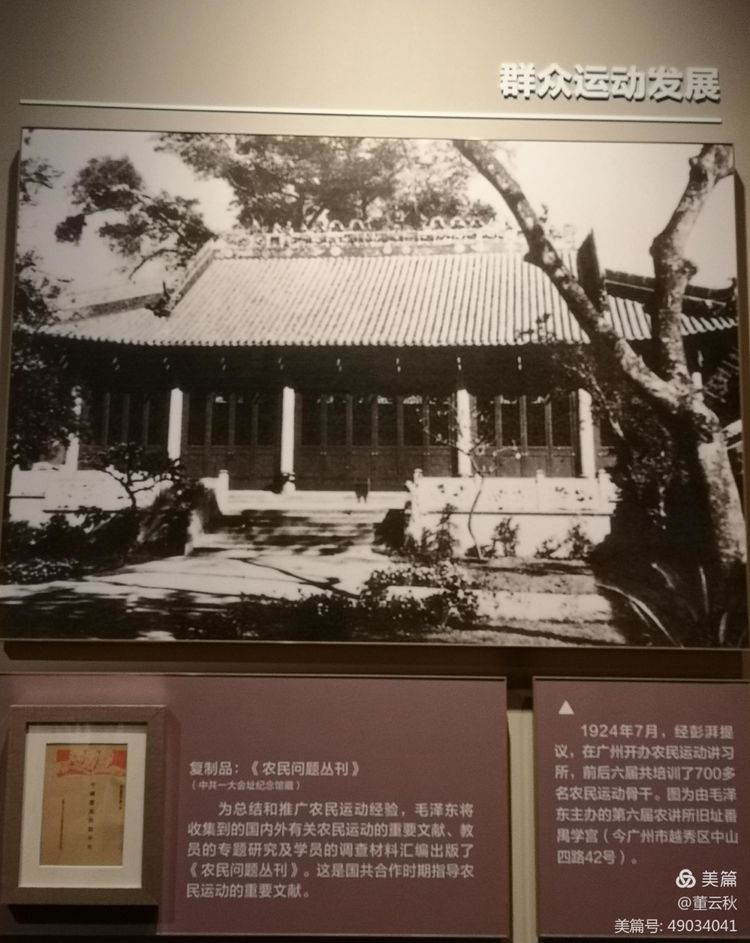 群众运动发展
复制品：《农民问题丛刊》
（中共一大会址纪念馆藏）
为总结和推广农民运动经验，毛泽东将
收集到的国内外有关农民运动的重要文献、教
员的专题研究及学员的调查材料汇编出版了
《农民问题丛刊》。这是国共合作时期指导农
民运动的重要文献。
1924年7月，经彭湃提
议，在广州开办农民运动讲习
所，前后六届共培训了700多
名农民运动骨干。图为由毛泽
东主办的第六届农讲所旧址番
禺学宫（今广州市越秀区中山
四路42号）。
美篇
@董云秋
美篇号: 49034041